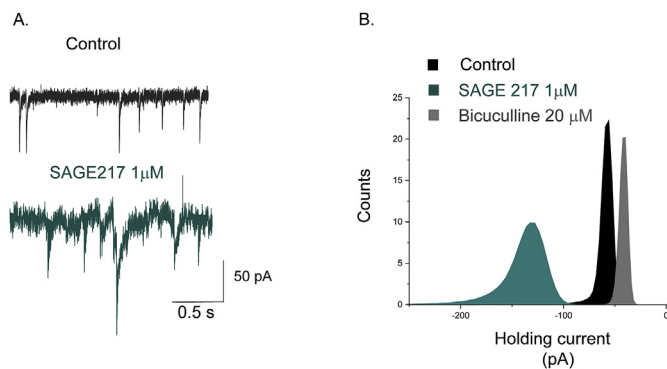 A.
Control
SAGE217 1μM
50 pA
0.5 s
B.
Control
SAGE 217 1μM
Bicuculline 20 μM
25
20
15
10
5
0
Counts
-200
-100
0
Holding current
(pA)